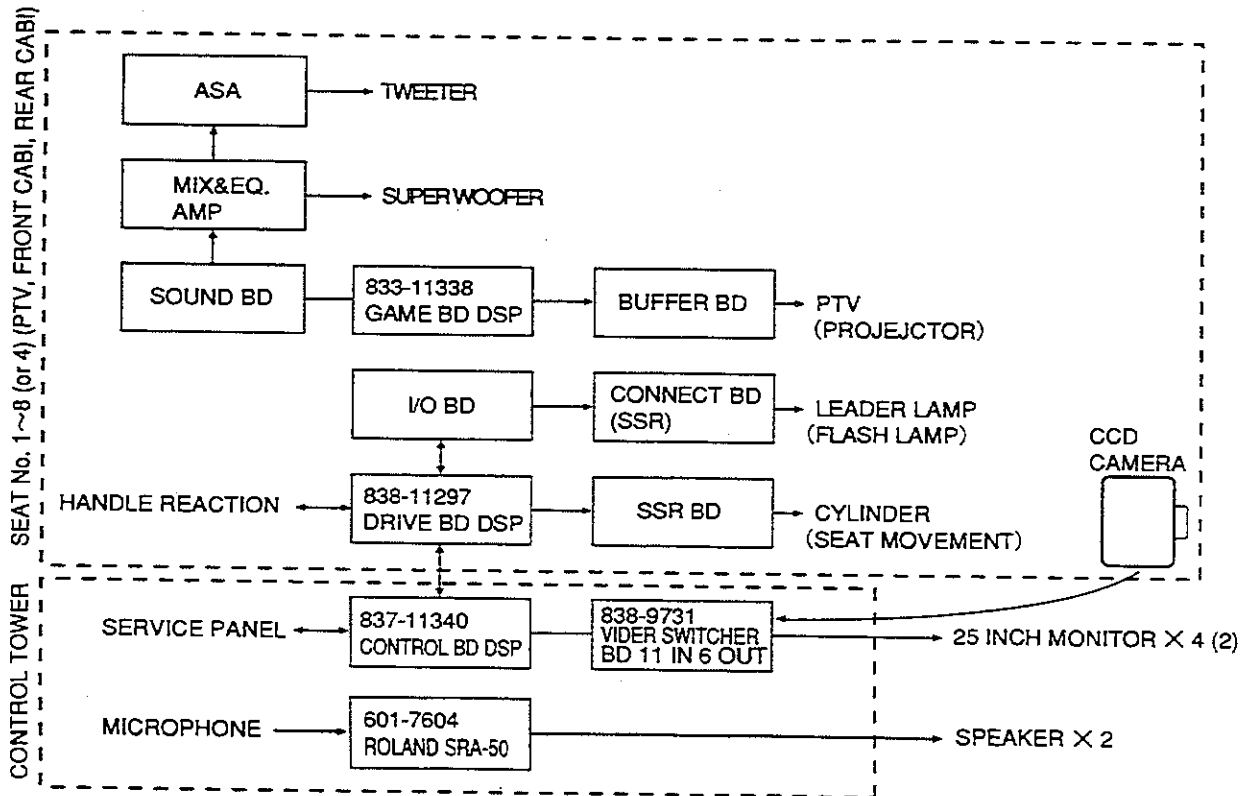 SEAT No. 1~8 (or 4) (PTV, FRONT CABI, REAR CABI)
ASA
TWEETER
MIX&EQ.
AMP
SUPER WOOFER
SOUND BD
833-11338
GAME BD DSP
BUFFER BD
PTV
(PROJEJCTOR)
I/O BD
CONNECT BD
(SSR)
LEADER LAMP
(FLASH LAMP)
CCD
CAMERA
HANDLE REACTION
838-11297
DRIVE BD DSP
SSR BD
CYLINDER
(SEAT MOVEMENT)
CONTROL TOWER
SERVICE PANEL
837-11340
CONTROL BD DSP
838-9731
VIDER SWITCHER
BD 11 IN 6 OUT
25 INCH MONITOR × 4 (2)
MICROPHONE
601-7604
ROLAND SRA-50
SPEAKER × 2